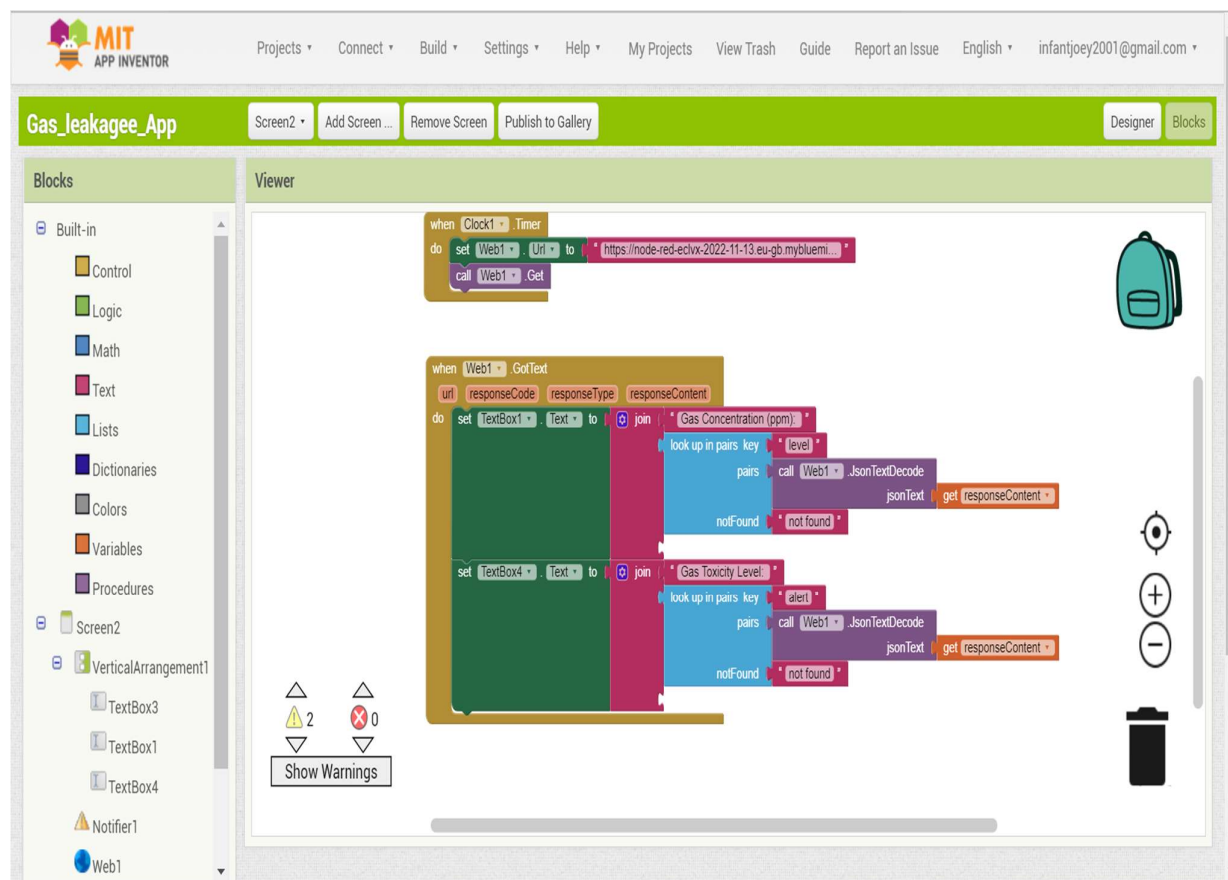 MIT
APP INVENTOR
Projects Connect Build Settings Help My Projects View Trash Guide Report an Issue English infantjoey2001@gmail.com
Gas_leakagee_App
Screen2 Add Screen ... Remove Screen Publish to Gallery Designer Blocks
Blocks
Viewer
Built-in
Control
Logic
Math
Text
Lists
Dictionaries
Colors
Variables
Procedures
Screen2
VerticalArrangement1
TextBox3
TextBox1
TextBox4
Notifier1
Web1
when Clock1 .Timer
do set Web1 . Url to " https://node-red-eclvx-2022-11-13.eu-gb.mybluemi... "
call Web1 .Get
when Web1 .GotText
url responseCode responseType responseContent
do set TextBox1 . Text to join " Gas Concentration (ppm): "
look up in pairs key " level "
pairs call Web1 .JsonTextDecode
jsonText get responseContent
notFound " not found "
set TextBox4 . Text to join " Gas Toxicity Level: "
look up in pairs key " alert "
pairs call Web1 .JsonTextDecode
jsonText get responseContent
notFound " not found "
2 0
Show Warnings